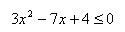 3x² − 7x + 4 ≤ 0